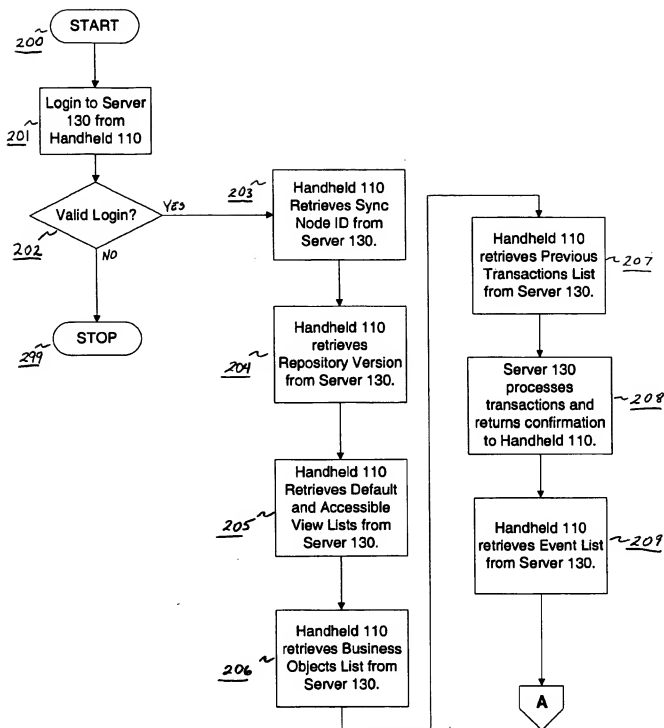 START
200
Login to Server
130 from
Handheld 110
201
Valid Login?
YES
202
NO
STOP
299
203
Handheld 110
Retrieves Sync
Node ID from
Server 130.
Handheld 110
retrieves
Repository Version
from Server 130.
204
Handheld 110
Retrieves Default
and Accessible
View Lists from
Server 130.
205
Handheld 110
retrieves Business
Objects List from
Server 130.
206
Handheld 110
retrieves Previous
Transactions List
from Server 130.
207
Server 130
processes
transactions and
returns confirmation
to Handheld 110.
208
Handheld 110
retrieves Event List
from Server 130.
209
A